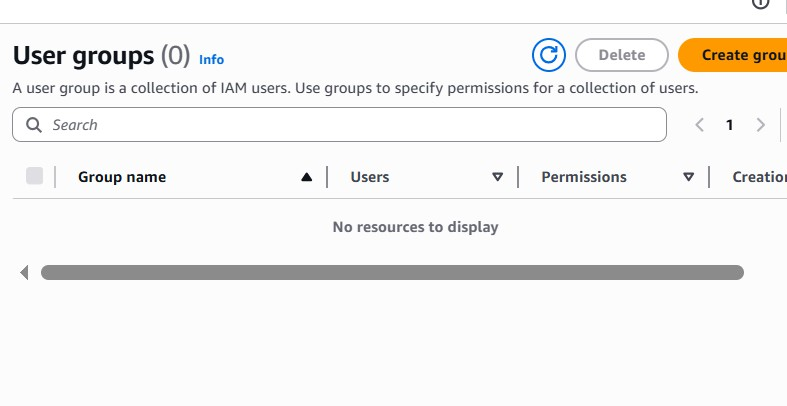 User groups (0) Info
Delete
Create grou
A user group is a collection of IAM users. Use groups to specify permissions for a collection of users.
Search
1
Group name Users Permissions Creation
No resources to display